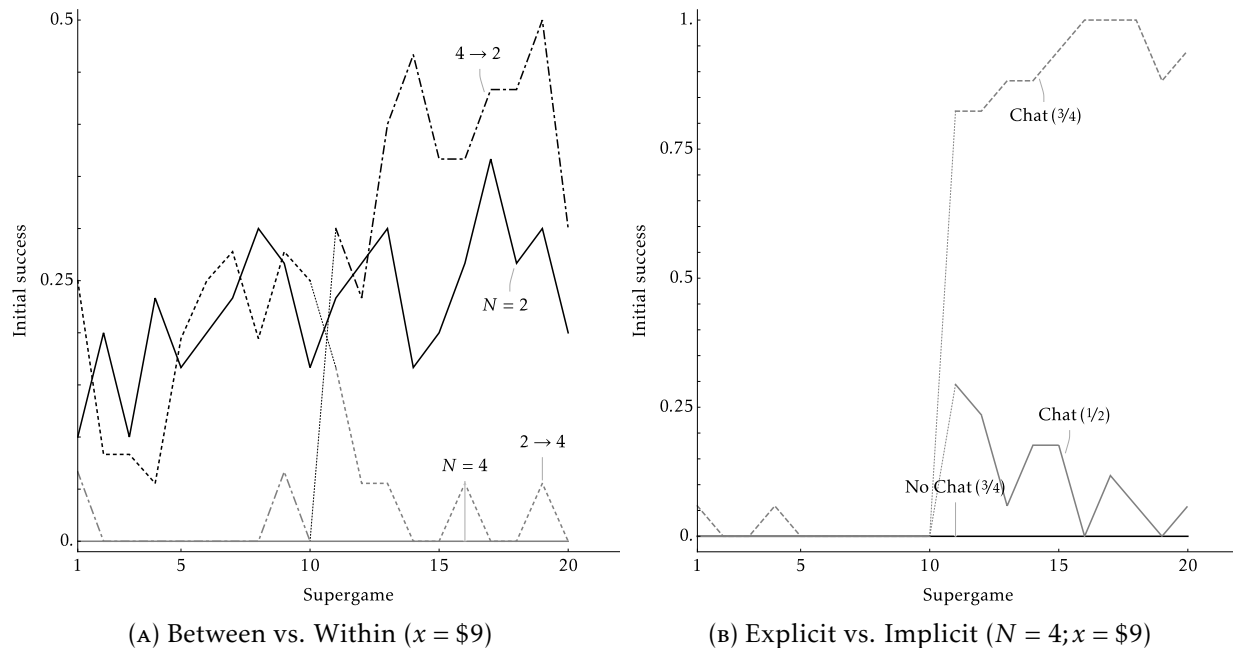 0.5
4 → 2
Initial success
0.25
N = 2
2 → 4
N = 4
0.
1
5
10
15
20
Supergame
(A) Between vs. Within (x = $9)
1.
Chat (3/4)
0.75
Initial success
0.5
0.25
Chat (1/2)
No Chat (3/4)
0.
1
5
10
15
20
Supergame
(B) Explicit vs. Implicit (N = 4; x = $9)